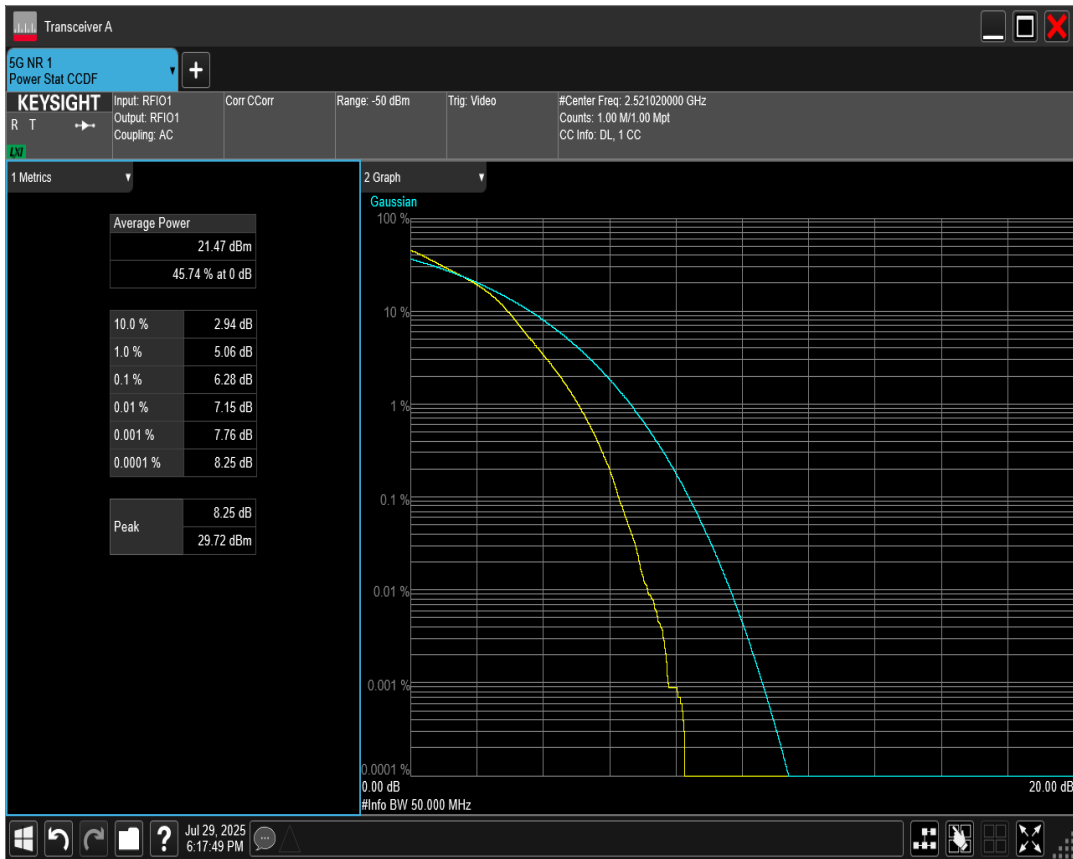 Transceiver A
5G NR 1
Power Stat CCDF
+
KEYSIGHT
R T
LXI
Input: RFIO1
Output: RFIO1
Coupling: AC
Corr CCorr
Range: -50 dBm
Trig: Video
#Center Freq: 2.521020000 GHz
Counts: 1.00 M/1.00 Mpt
CC Info: DL, 1 CC
1 Metrics
Average Power
21.47 dBm
45.74 % at 0 dB
10.0 % 2.94 dB
1.0 % 5.06 dB
0.1 % 6.28 dB
0.01 % 7.15 dB
0.001 % 7.76 dB
0.0001 % 8.25 dB
Peak
8.25 dB
29.72 dBm
2 Graph
Gaussian
100 %
10 %
1 %
0.1 %
0.01 %
0.001 %
0.0001 %
0.00 dB 20.00 dB
#Info BW 50.000 MHz
?
Jul 29, 2025
6:17:49 PM